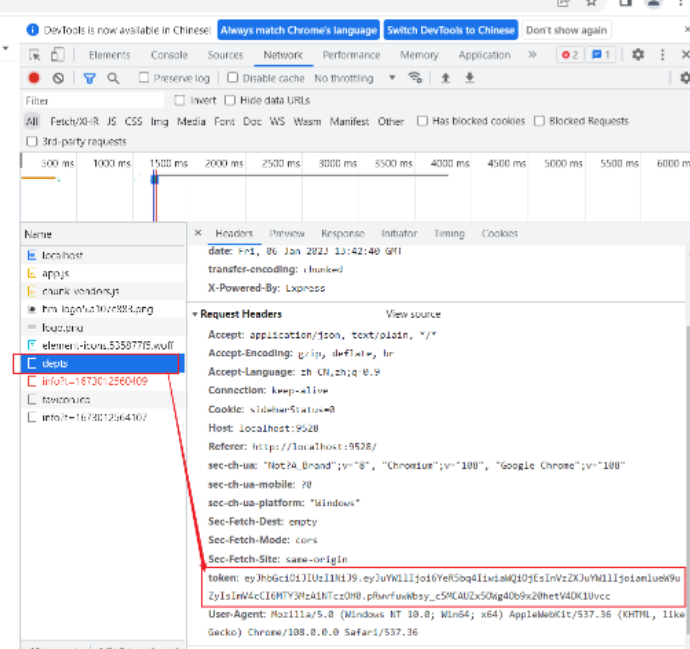 DevTools is now available in Chinese! Always match Chrome's language Switch DevTools to Chinese Don't show again
Elements Console Sources Network Performance Memory Application » 2 1
Preserve log Disable cache No throttling
Filter Invert Hide data URLs
All Fetch/XHR JS CSS Img Media Font Doc WS Wasm Manifest Other Has blocked cookies Blocked Requests
3rd-party requests
500 ms 1000 ms 1500 ms 2000 ms 2500 ms 3000 ms 3500 ms 4000 ms 4500 ms 5000 ms 5500 ms 6000 m
Name
localhost
app.js
chunk-vendors.js
logo.png
element-icons.535877f5.woff
depts
info?t=1673012560409
favicon.ico
info?t=1673012564107
× Headers Preview Response Initiator Timing Cookies
date: Fri, 06 Jan 2023 13:42:40 GMT
transfer-encoding: chunked
X-Powered-By: Express
Request Headers View source
Accept: application/json, text/plain, */*
Accept-Encoding: gzip, deflate, br
Accept-Language: zh-CN,zh;q=0.9
Connection: keep-alive
Cookie: sidebarStatus=0
Host: localhost:9528
Referer: http://localhost:9528/
sec-ch-ua: "Not?A_Brand";v="8", "Chromium";v="108", "Google Chrome";v="108"
sec-ch-ua-mobile: ?0
sec-ch-ua-platform: "Windows"
Sec-Fetch-Dest: empty
Sec-Fetch-Mode: cors
Sec-Fetch-Site: same-origin
token:
User-Agent: Mozilla/5.0 (Windows NT 10.0; Win64; x64) AppleWebKit/537.36 (KHTML, like
Gecko) Chrome/108.0.0.0 Safari/537.36